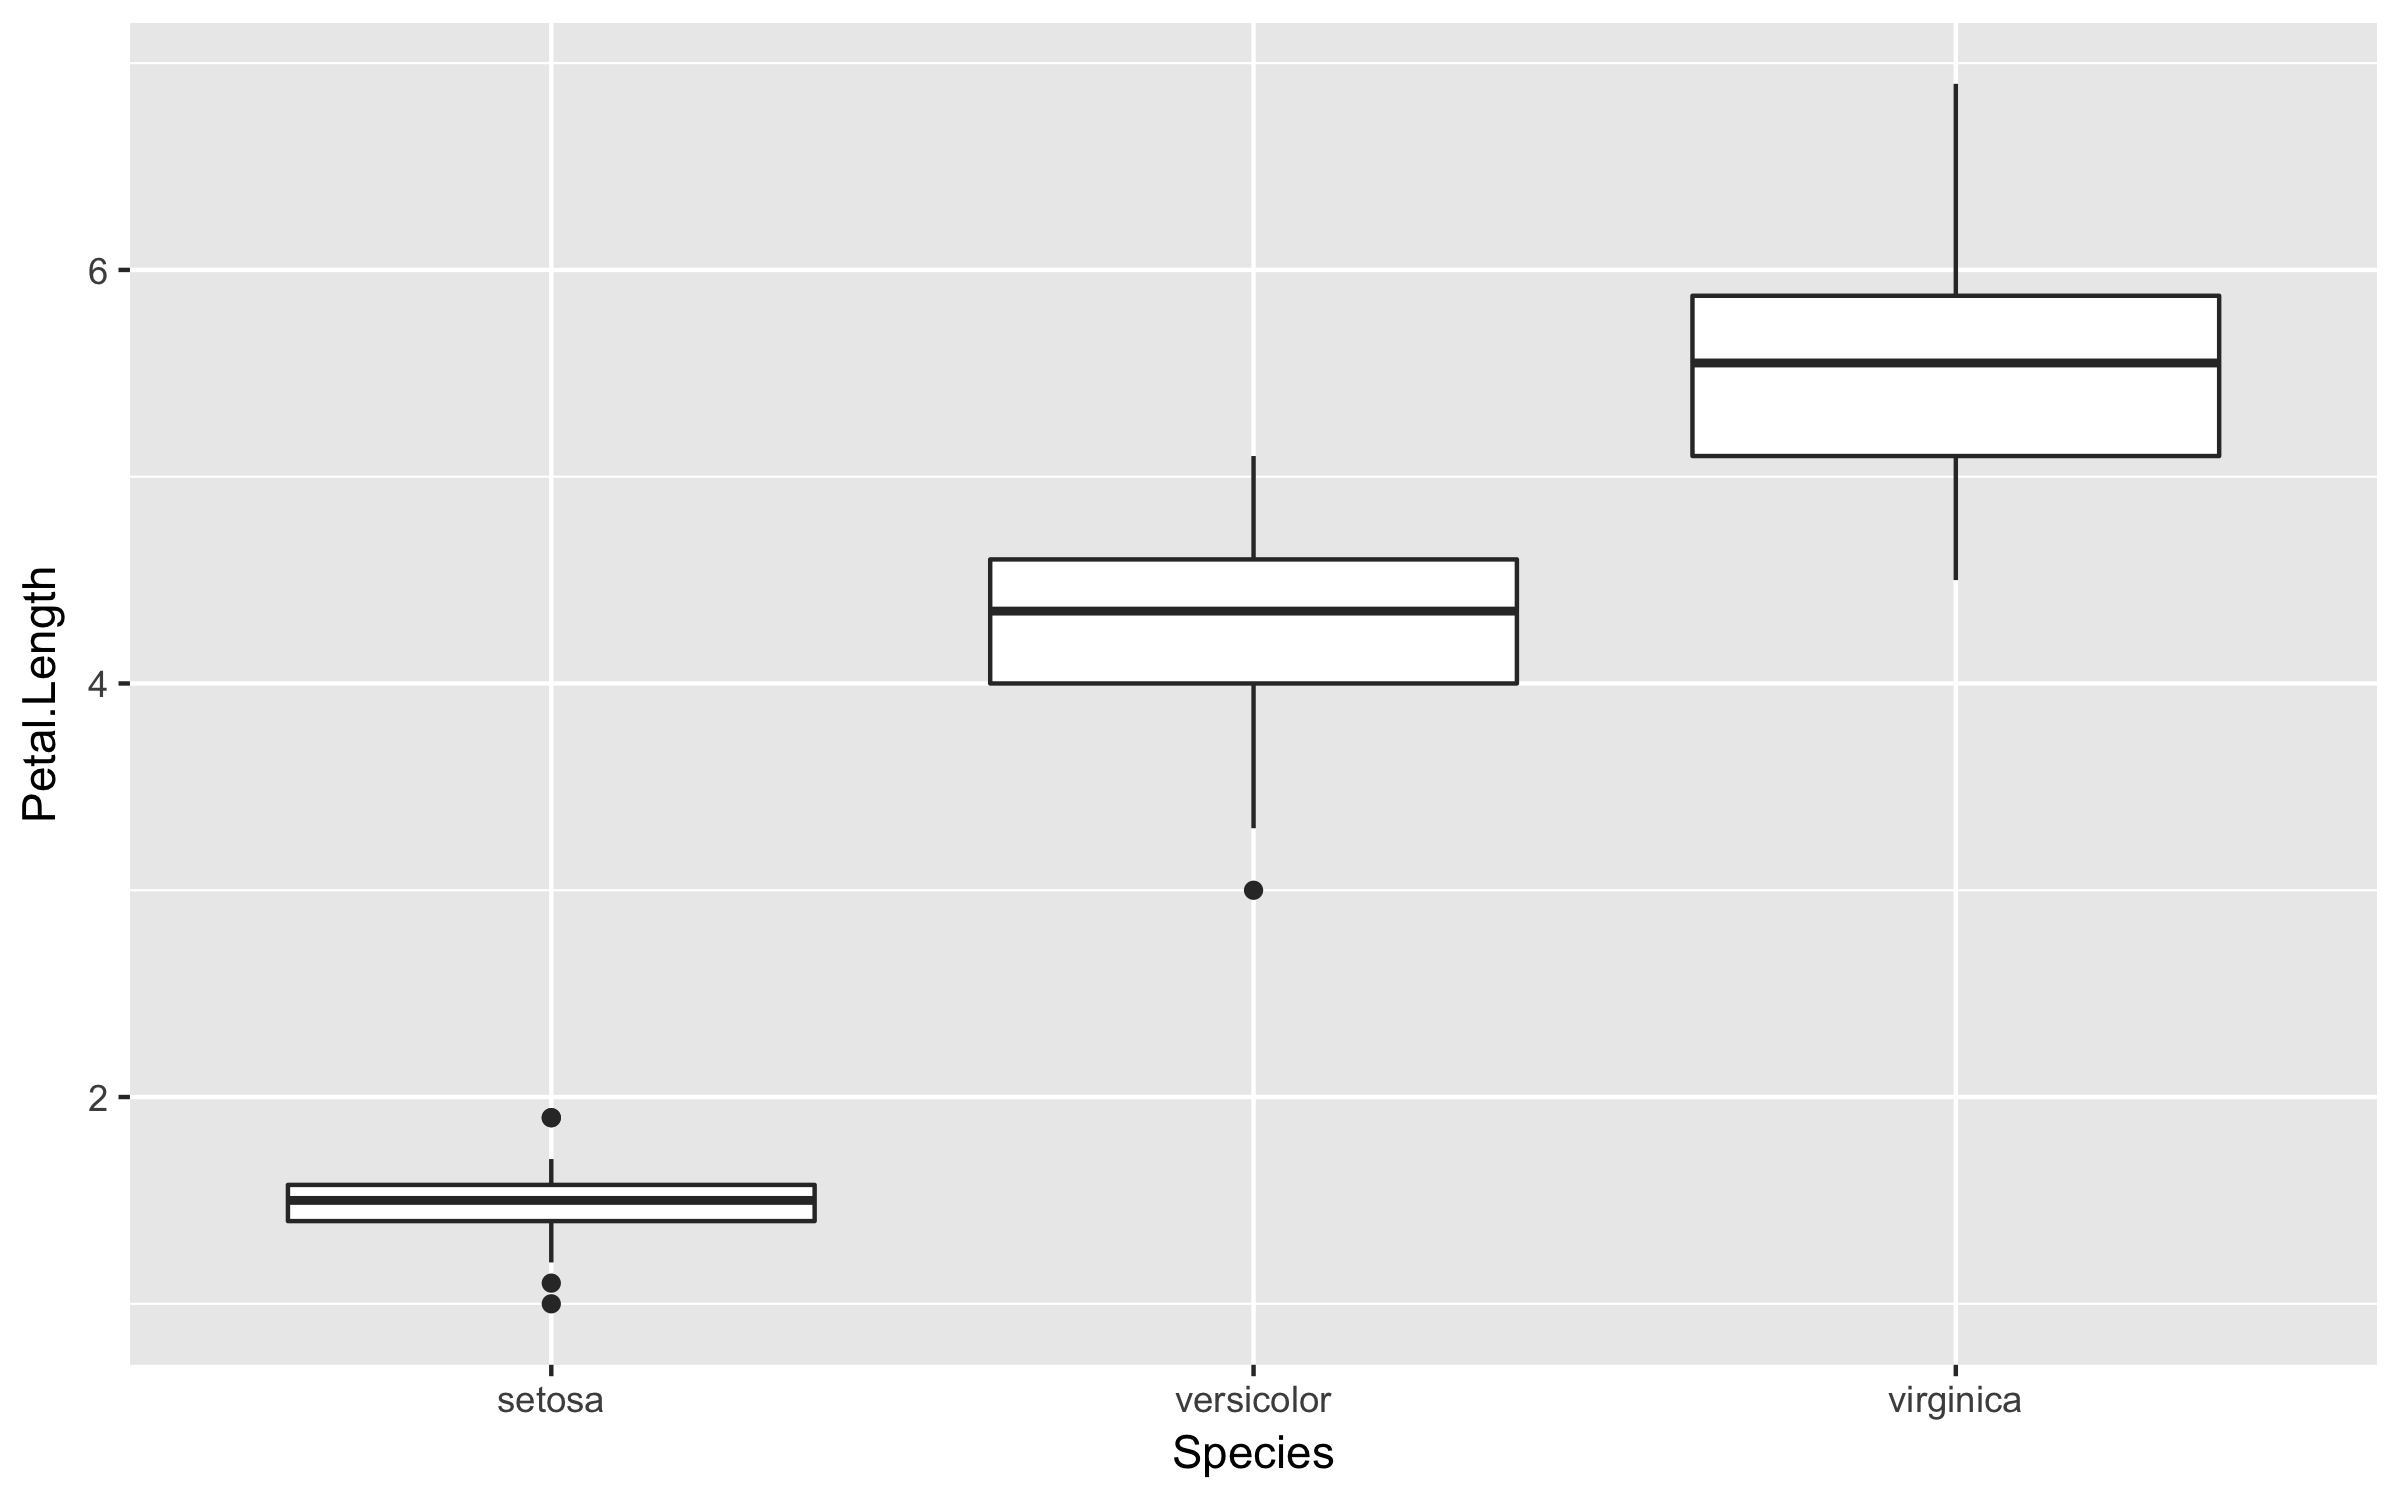 Petal.Length
6
4
2
setosa
versicolor
virginica
Species